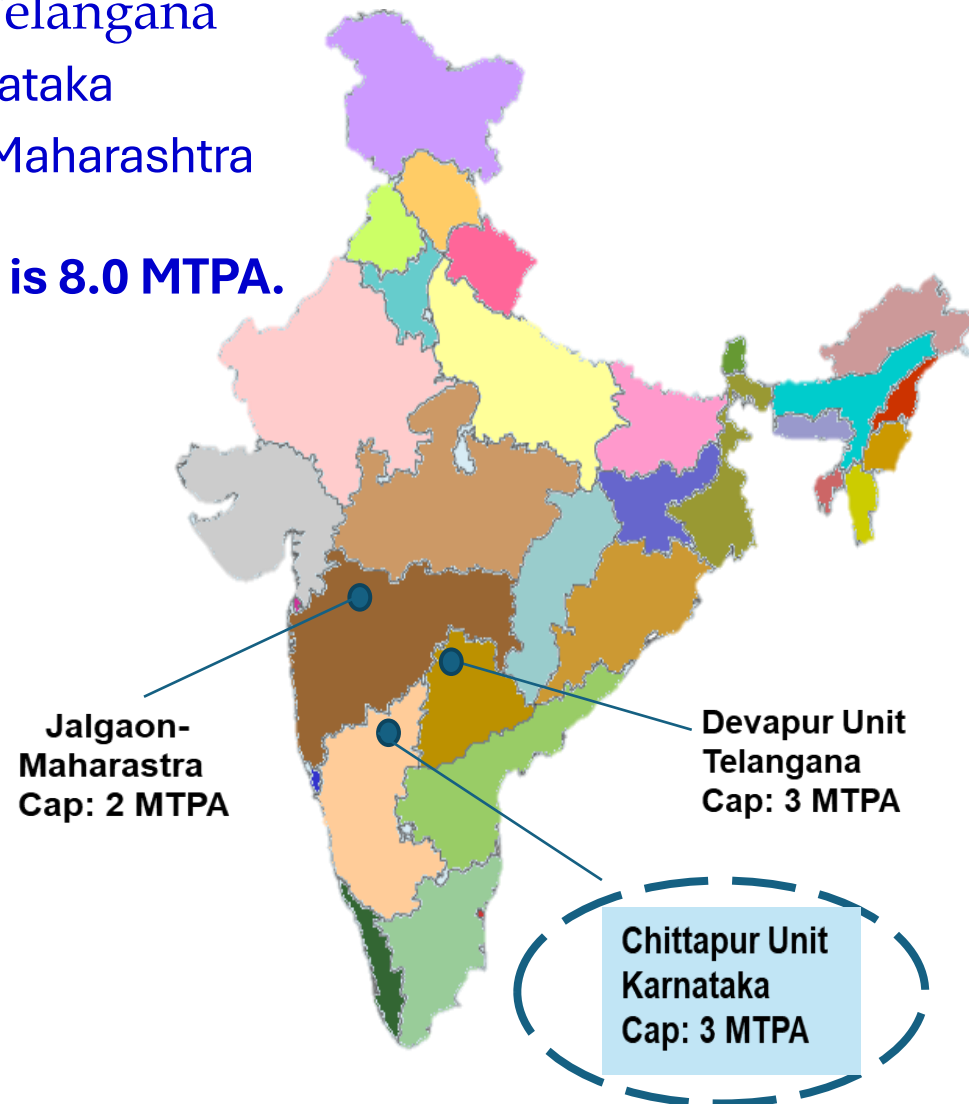 elangana
ataka
Maharashtra
is 8.0 MTPA.
Jalgaon-
Maharastra
Cap: 2 MTPA
Devapur Unit
Telangana
Cap: 3 MTPA
Chittapur Unit
Karnataka
Cap: 3 MTPA